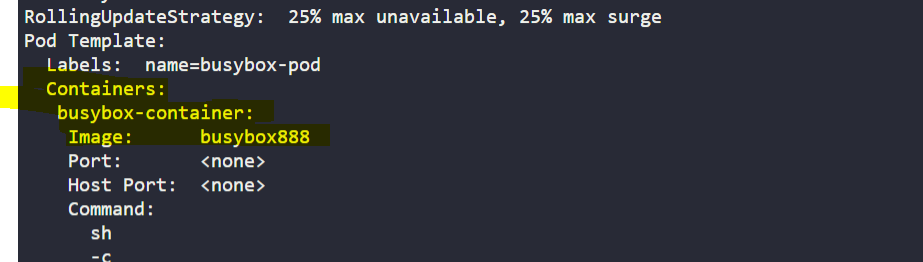 RollingUpdateStrategy:  25% max unavailable, 25% max surge
Pod Template:
  Labels:  name=busybox-pod
  Containers:
   busybox-container:
    Image:      busybox888
    Port:       <none>
    Host Port:  <none>
    Command:
      sh
      -c